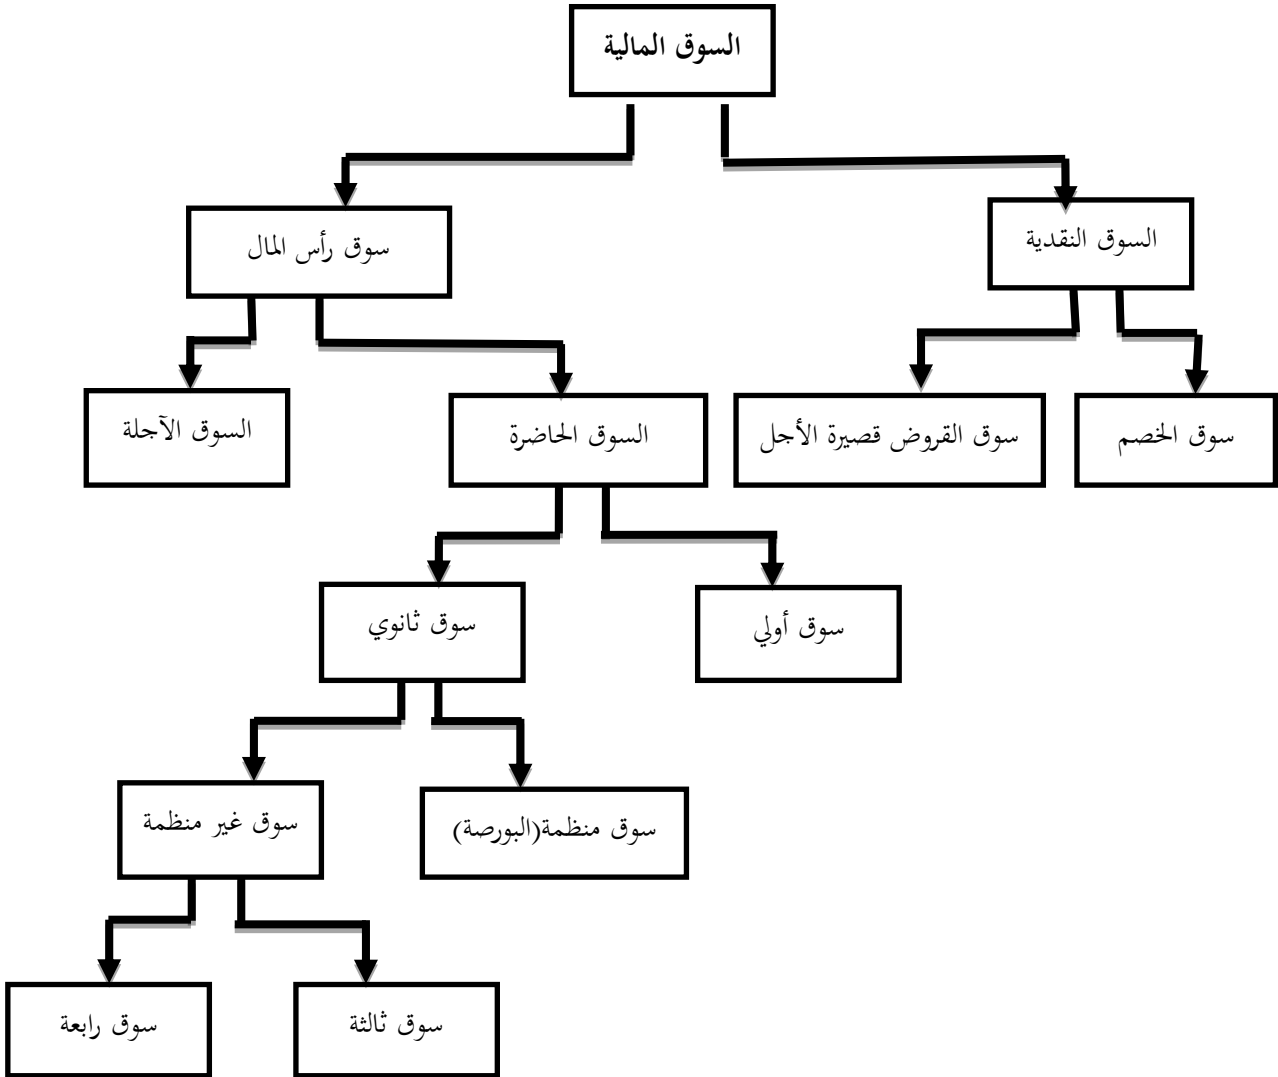 السوق المالية
السوق النقدية
سوق رأس المال
سوق الخصم
سوق القروض قصيرة الأجل
السوق الحاضرة
السوق الآجلة
سوق أولي
سوق ثانوي
سوق منظمة(البورصة)
سوق غير منظمة
سوق ثالثة
سوق رابعة